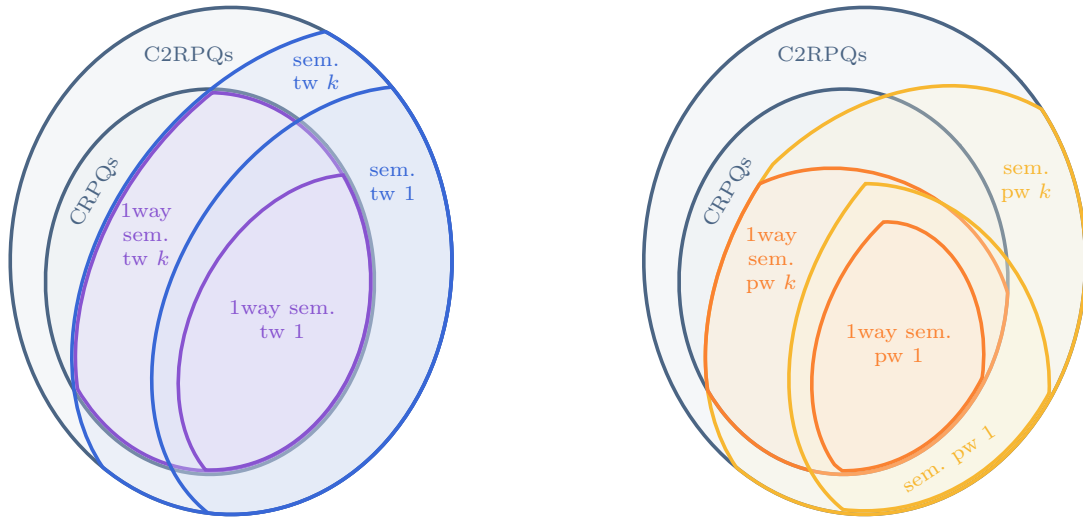 C2RPQs
sem.
tw k
CRPQs
sem.
tw 1
1way
sem.
tw k
1way sem.
tw 1
C2RPQs
CRPQs
sem.
pw k
1way
sem.
pw k
1way sem.
pw 1
sem. pw 1